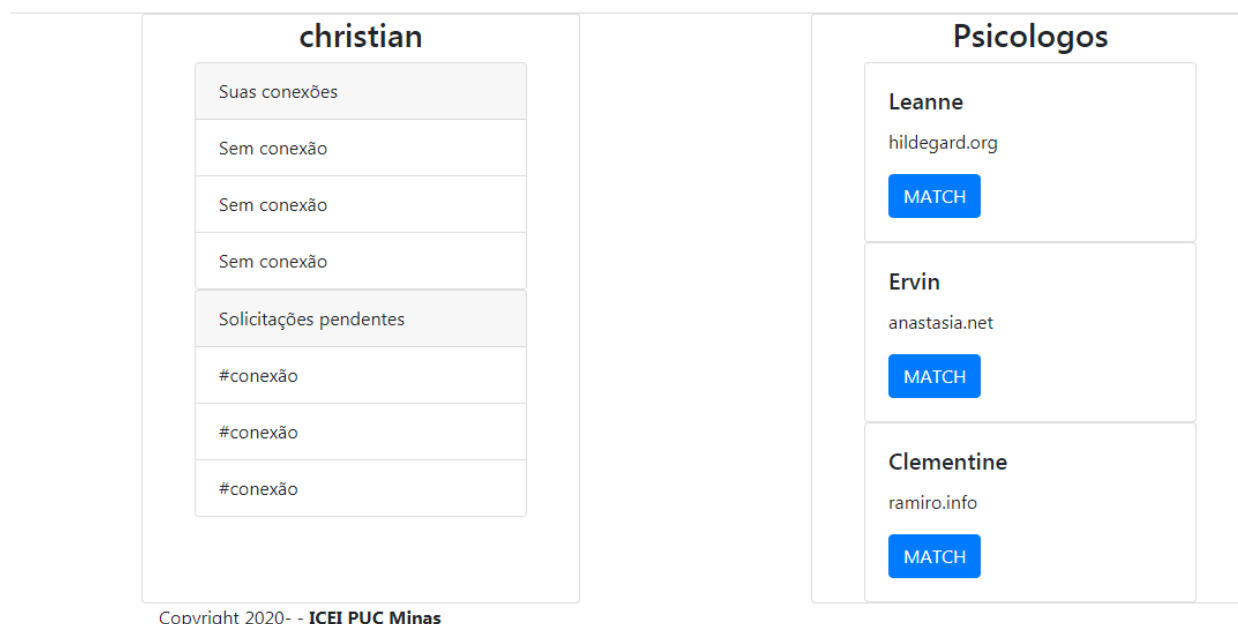 christian
Suas conexões
Sem conexão
Sem conexão
Sem conexão
Solicitações pendentes
#conexão
#conexão
#conexão
Psicologos
Leanne
hildegard.org
MATCH
Ervin
anastasia.net
MATCH
Clementine
ramiro.info
MATCH
Copyright 2020- - ICEI PUC Minas